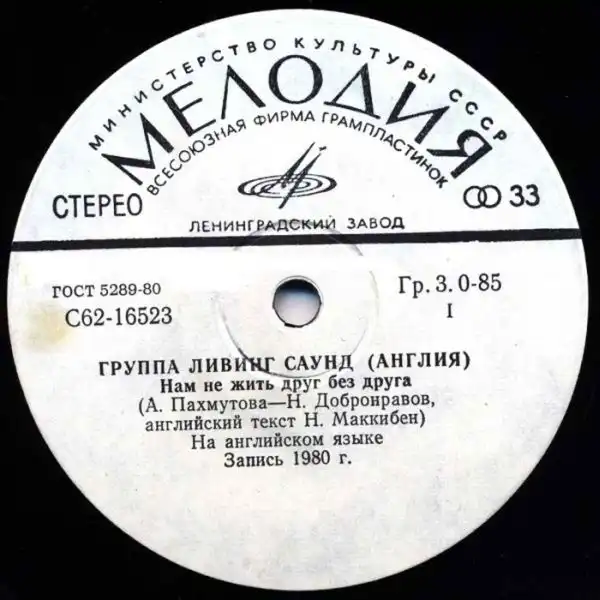 МИНИСТЕРСТВО КУЛЬТУРЫ СССР
МЕЛОДИЯ
ВСЕСОЮЗНАЯ ФИРМА ГРАМПЛАСТИНОК
СТЕРЕО
33
ЛЕНИНГРАДСКИЙ ЗАВОД
ГОСТ 5289-80
Гр. 3. 0-85
С62-16523
I
ГРУППА ЛИВИНГ САУНД (АНГЛИЯ)
Нам не жить друг без друга
(А. Пахмутова—Н. Добронравов,
английский текст Н. Маккибен)
На английском языке
Запись 1980 г.